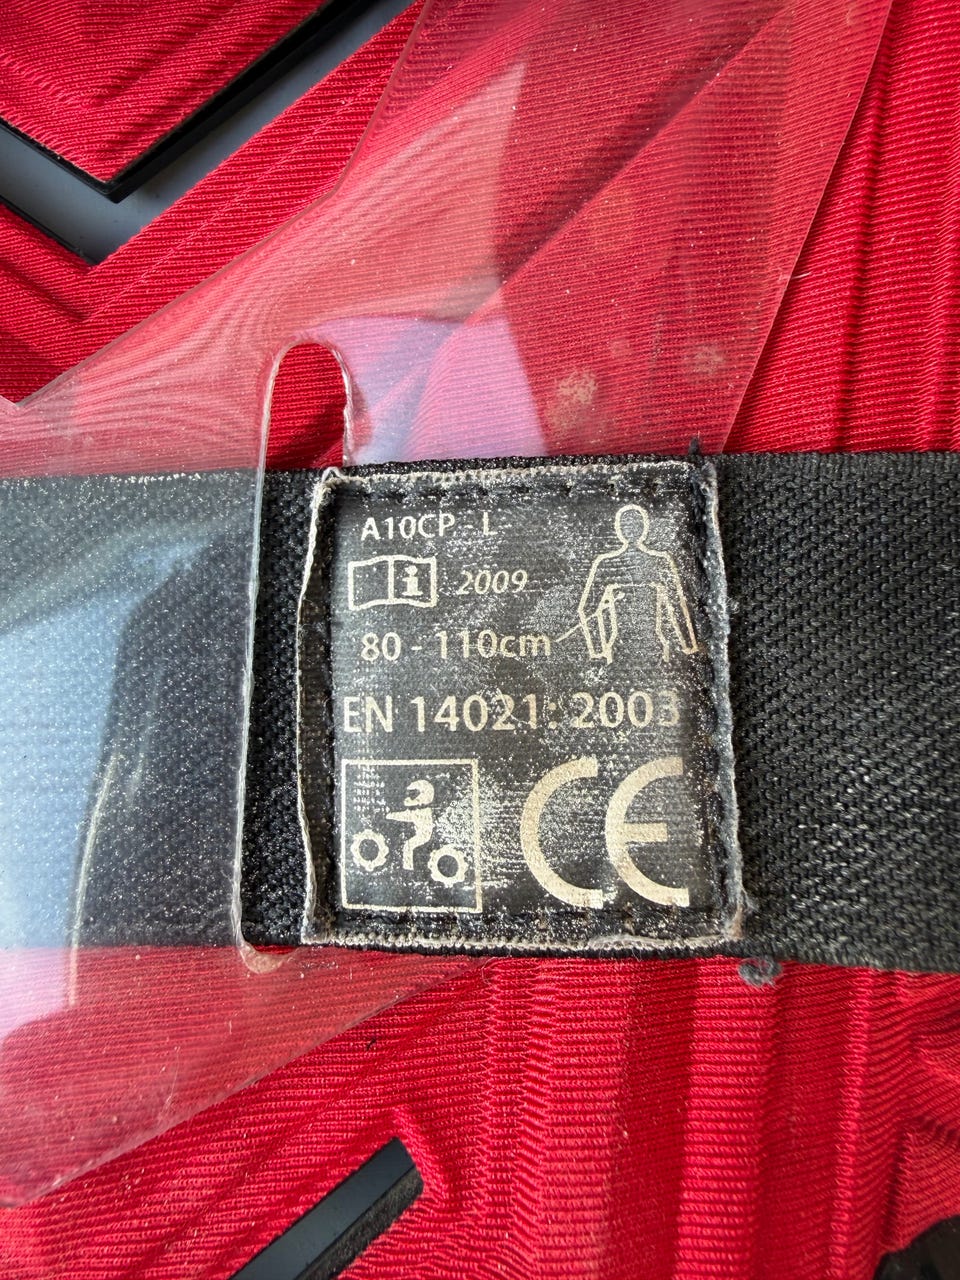 A10CP - L
i 2009
80 - 110cm
EN 14021: 2003
CE